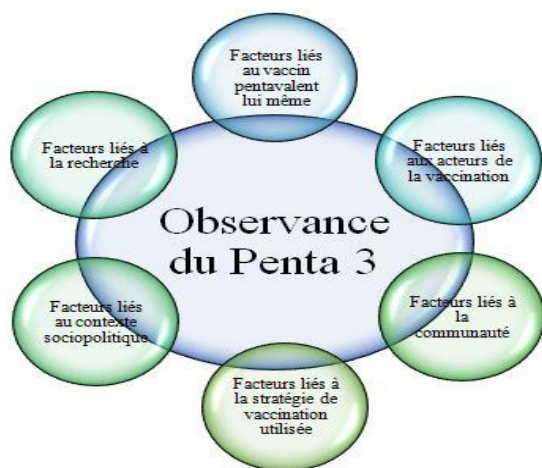 Facteurs liés
au vaccin
pentavalent
lui même
Facteurs liés à
la recherche
Facteurs liés
aux acteurs de
la vaccination
Observance
du Penta 3
Facteurs liés
au contexte
sociopolitique
Facteurs liés à
la
communauté
Facteurs liés à
la stratégie de
vaccination
utilisée